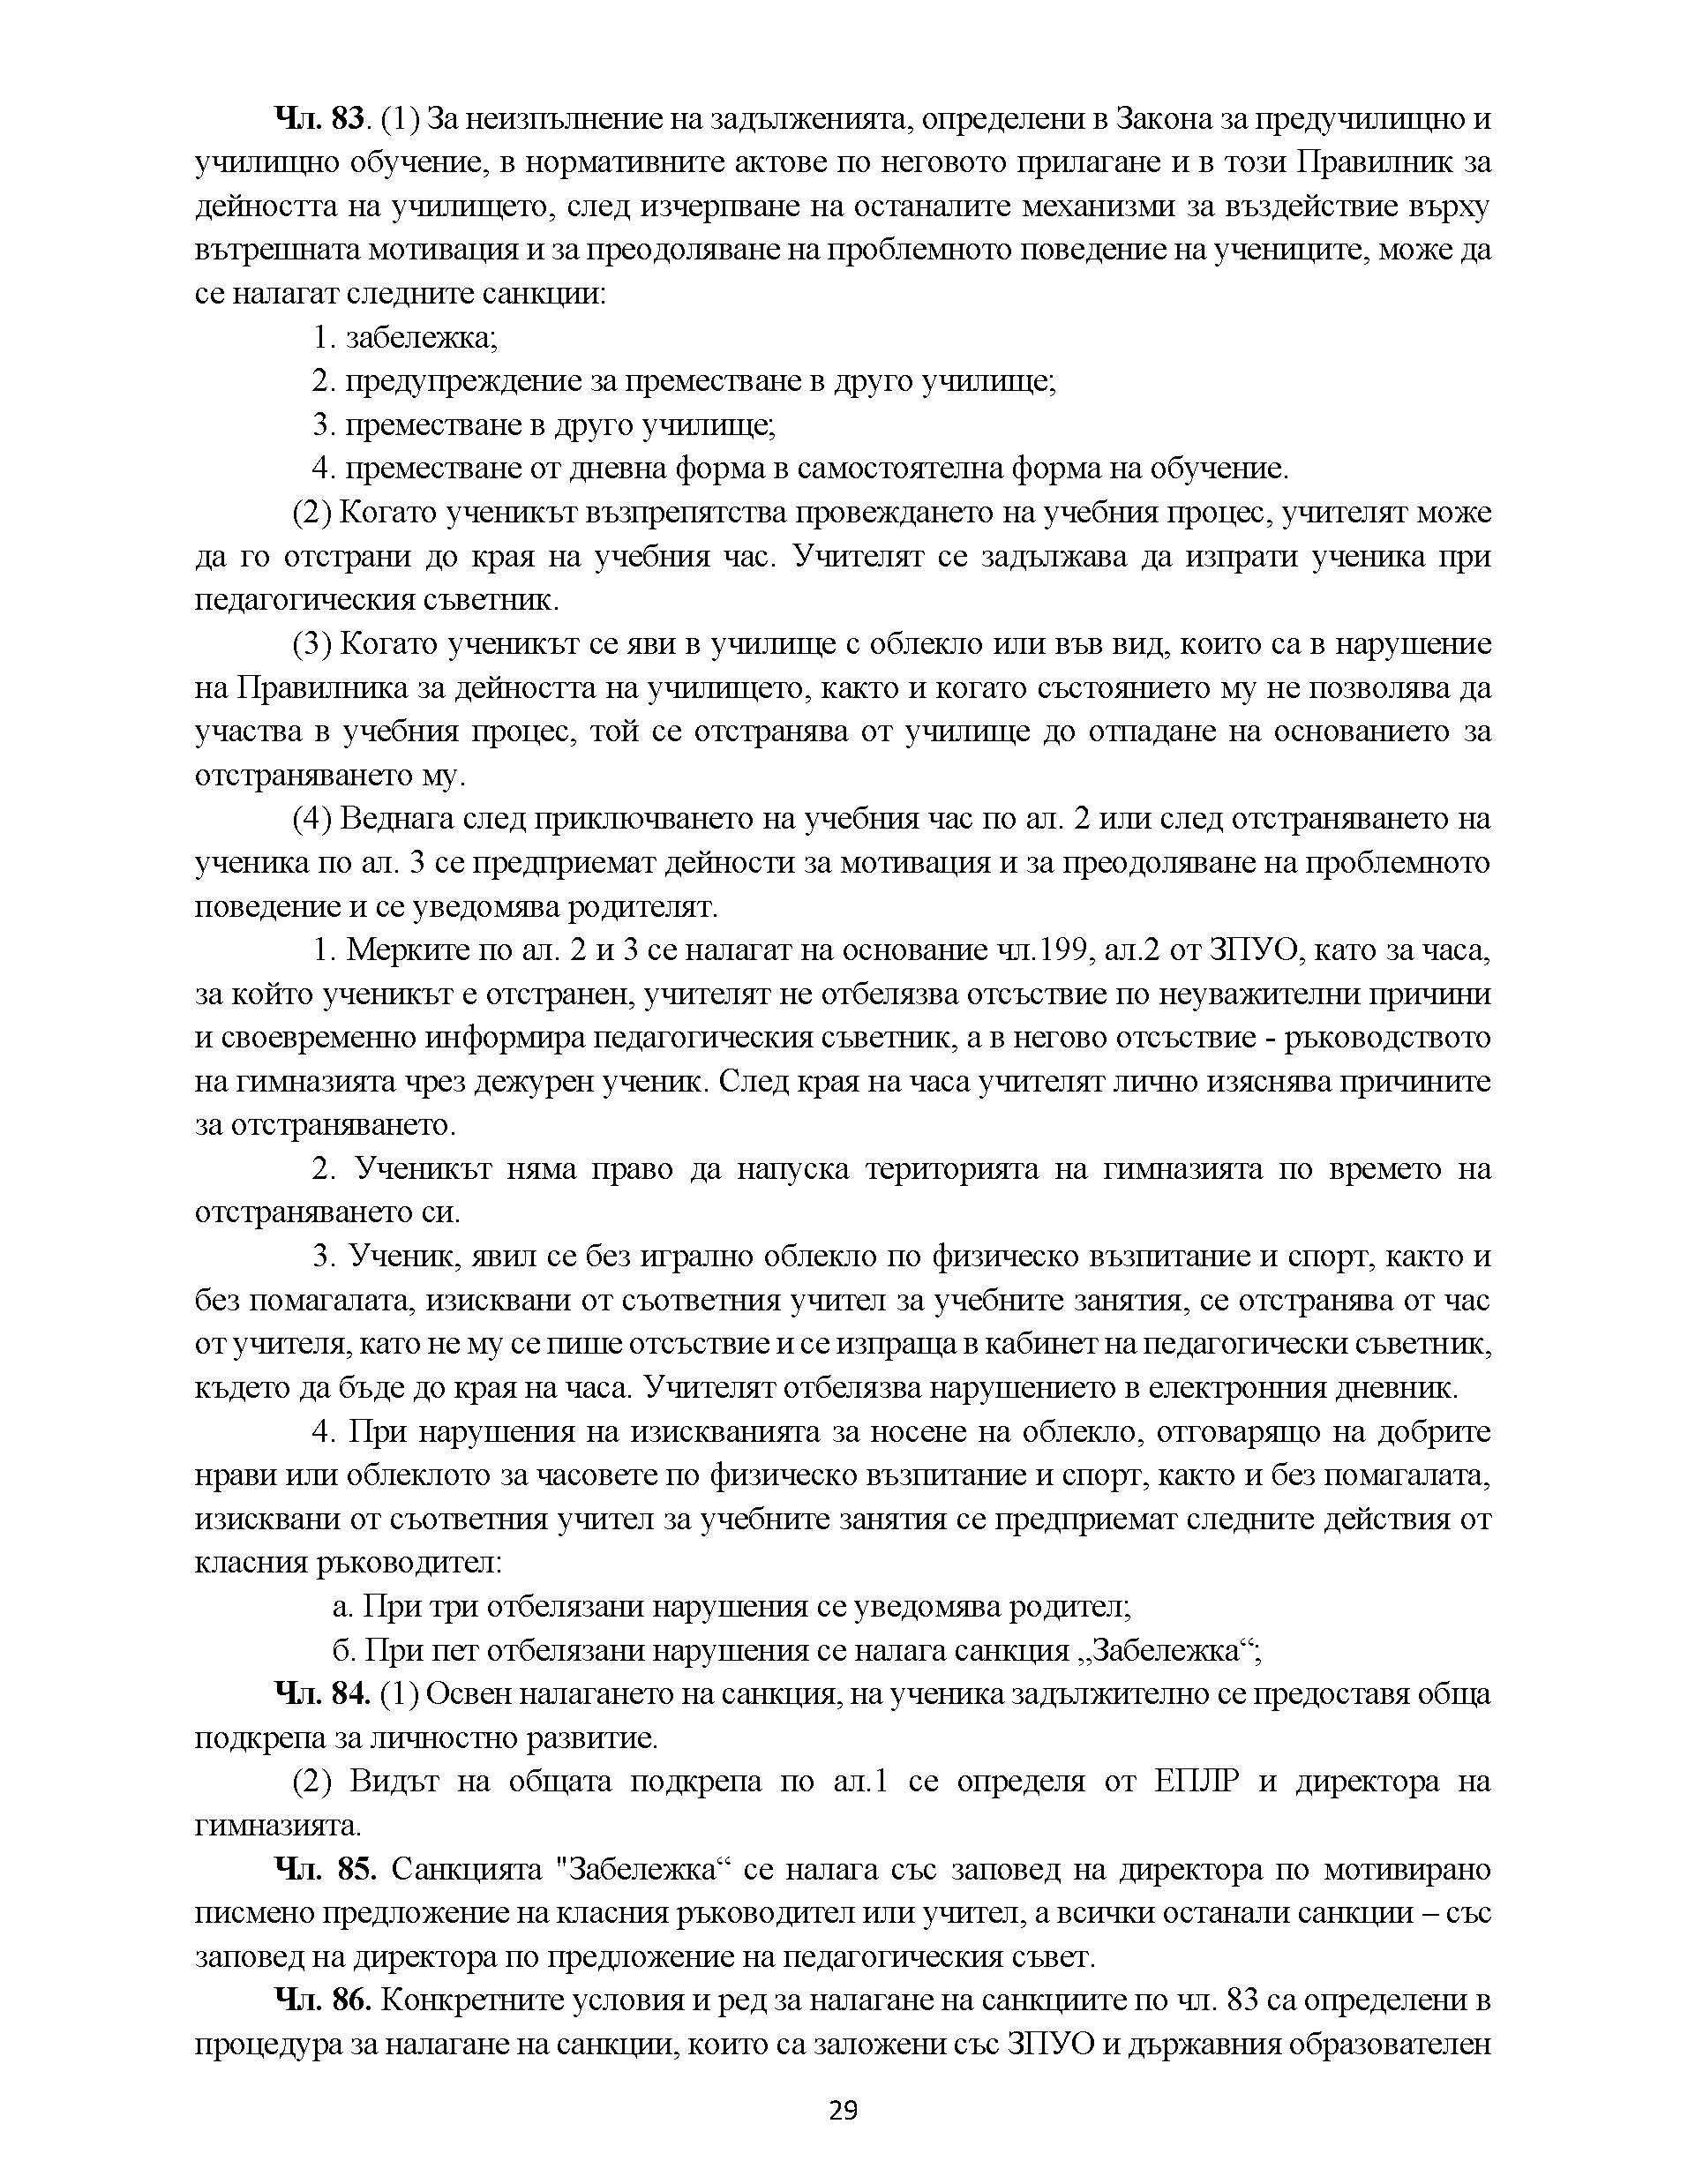 Чл. 83. (1) За неизпълнение на задълженията, определени в Закона за предучилищно и
училищно обучение, в нормативните актове по неговото прилагане и в този Правилник за
дейността на училището, след изчерпване на останалите механизми за въздействие върху
вътрешната мотивация и за преодоляване на проблемното поведение на учениците, може да
се налагат следните санкции:
1. забележка;
2. предупреждение за преместване в друго училище;
3. преместване в друго училище;
4. преместване от дневна форма в самостоятелна форма на обучение.
(2) Когато ученикът възпрепятства провеждането на учебния процес, учителят може
да го отстрани до края на учебния час. Учителят се задължава да изпрати ученика при
педагогическия съветник.
(3) Когато ученикът се яви в училище с облекло или във вид, които са в нарушение
на Правилника за дейността на училището, както и когато състоянието му не позволява да
участва в учебния процес, той се отстранява от училище до отпадане на основанието за
отстраняването му.
(4) Веднага след приключването на учебния час по ал. 2 или след отстраняването на
ученика по ал. 3 се предприемат дейности за мотивация и за преодоляване на проблемното
поведение и се уведомява родителят.
1. Мерките по ал. 2 и 3 се налагат на основание чл.199, ал.2 от ЗПУО, като за часа,
за който ученикът е отстранен, учителят не отбелязва отсъствие по неуважителни причини
и своевременно информира педагогическия съветник, а в негово отсъствие - ръководството
на гимназията чрез дежурен ученик. След края на часа учителят лично изяснява причините
за отстраняването.
2. Ученикът няма право да напуска територията на гимназията по времето на
отстраняването си.
3. Ученик, явил се без игрално облекло по физическо възпитание и спорт, както и
без помагалата, изисквани от съответния учител за учебните занятия, се отстранява от час
от учителя, като не му се пише отсъствие и се изпраща в кабинет на педагогически съветник,
където да бъде до края на часа. Учителят отбелязва нарушението в електронния дневник.
4. При нарушения на изискванията за носене на облекло, отговарящо на добрите
нрави или облеклото за часовете по физическо възпитание и спорт, както и без помагалата,
изисквани от съответния учител за учебните занятия се предприемат следните действия от
класния ръководител:
а. При три отбелязани нарушения се уведомява родител;
б. При пет отбелязани нарушения се налага санкция „Забележка“;
Чл. 84. (1) Освен налагането на санкция, на ученика задължително се предоставя обща
подкрепа за личностно развитие.
(2) Видът на общата подкрепа по ал.1 се определя от ЕПЛР и директора на
гимназията.
Чл. 85. Санкцията "Забележка“ се налага със заповед на директора по мотивирано
писмено предложение на класния ръководител или учител, а всички останали санкции – със
заповед на директора по предложение на педагогическия съвет.
Чл. 86. Конкретните условия и ред за налагане на санкциите по чл. 83 са определени в
процедура за налагане на санкции, които са заложени със ЗПУО и държавния образователен
29